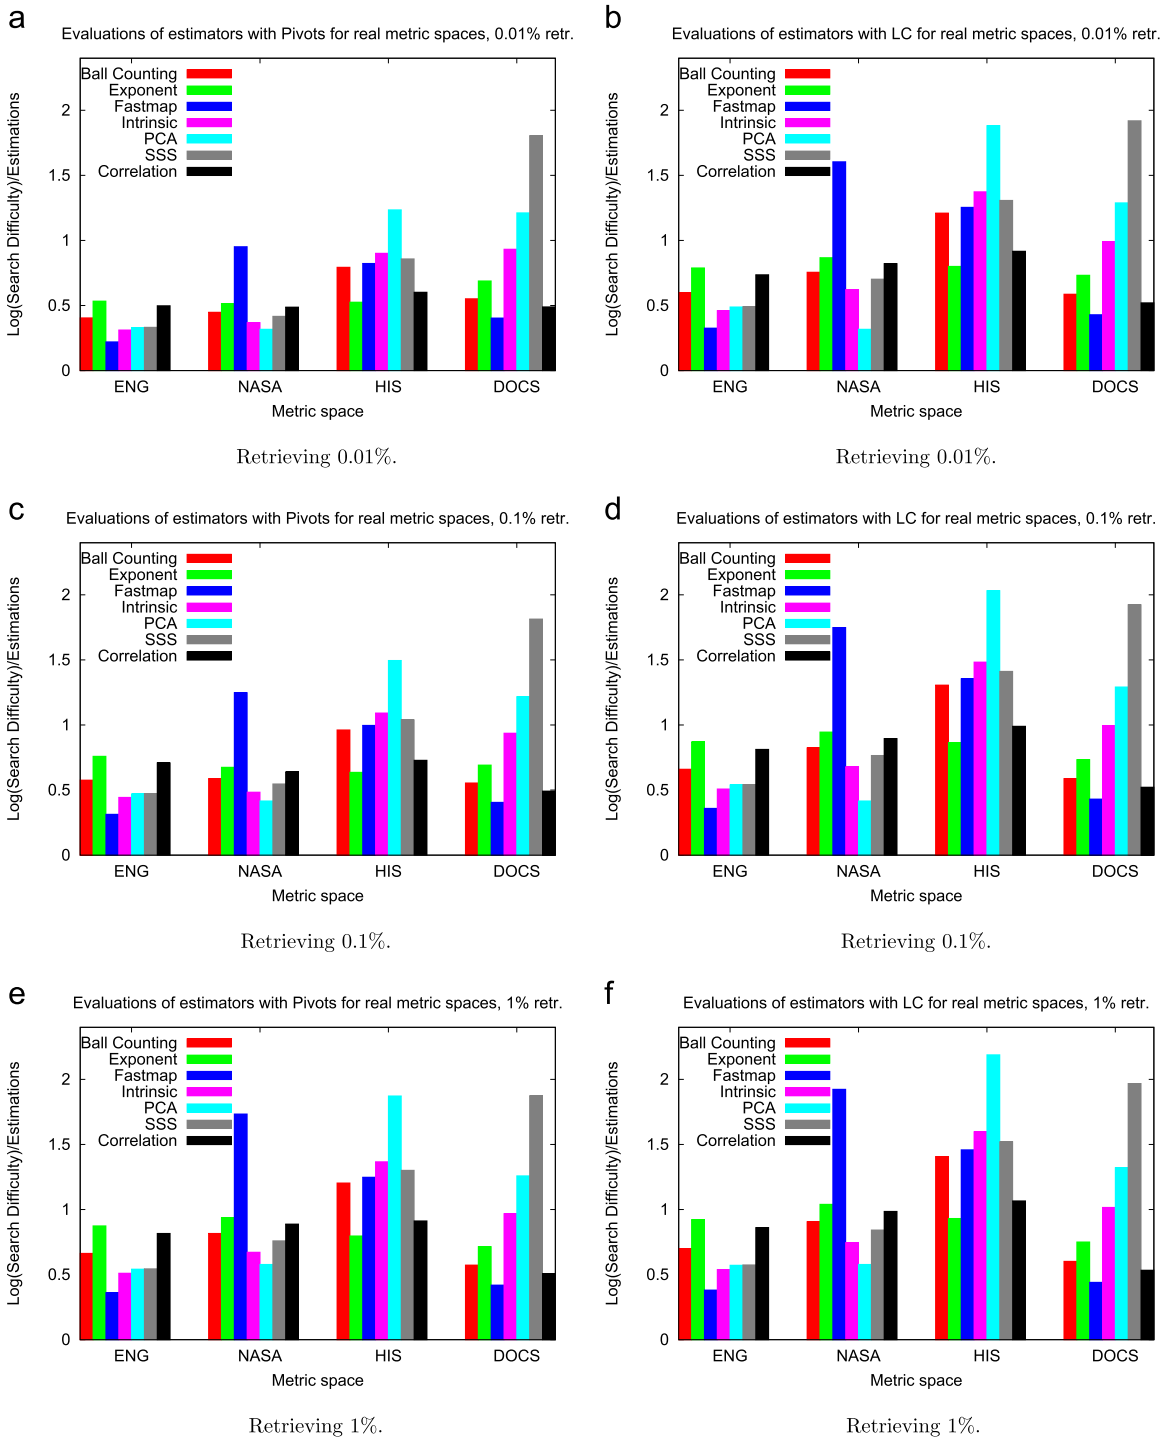 a
Evaluations of estimators with Pivots for real metric spaces, 0.01% retr.
Log(Search Difficulty)/Estimations
2
1.5
1
0.5
0
Ball Counting
Exponent
Fastmap
Intrinsic
PCA
SSS
Correlation
ENG NASA HIS DOCS
Metric space
Retrieving 0.01%.
b
Evaluations of estimators with LC for real metric spaces, 0.01% retr.
Log(Search Difficulty)/Estimations
2
1.5
1
0.5
0
Ball Counting
Exponent
Fastmap
Intrinsic
PCA
SSS
Correlation
ENG NASA HIS DOCS
Metric space
Retrieving 0.01%.
c
Evaluations of estimators with Pivots for real metric spaces, 0.1% retr.
Log(Search Difficulty)/Estimations
2
1.5
1
0.5
0
Ball Counting
Exponent
Fastmap
Intrinsic
PCA
SSS
Correlation
ENG NASA HIS DOCS
Metric space
Retrieving 0.1%.
d
Evaluations of estimators with LC for real metric spaces, 0.1% retr.
Log(Search Difficulty)/Estimations
2
1.5
1
0.5
0
Ball Counting
Exponent
Fastmap
Intrinsic
PCA
SSS
Correlation
ENG NASA HIS DOCS
Metric space
Retrieving 0.1%.
e
Evaluations of estimators with Pivots for real metric spaces, 1% retr.
Log(Search Difficulty)/Estimations
2
1.5
1
0.5
0
Ball Counting
Exponent
Fastmap
Intrinsic
PCA
SSS
Correlation
ENG NASA HIS DOCS
Metric space
Retrieving 1%.
f
Evaluations of estimators with LC for real metric spaces, 1% retr.
Log(Search Difficulty)/Estimations
2
1.5
1
0.5
0
Ball Counting
Exponent
Fastmap
Intrinsic
PCA
SSS
Correlation
ENG NASA HIS DOCS
Metric space
Retrieving 1%.